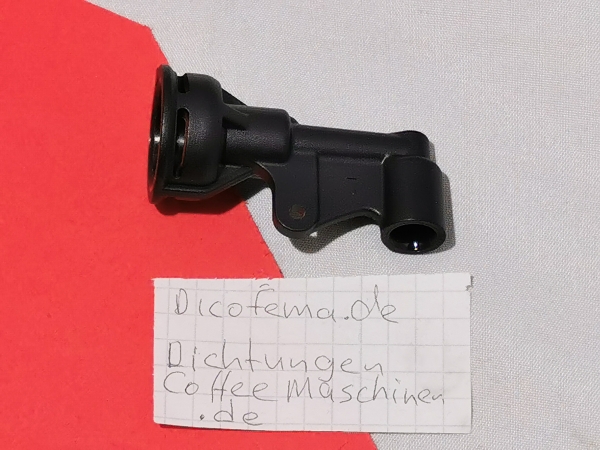 Dicofema.de
Dichtungen
Coffee Maschinen
.de